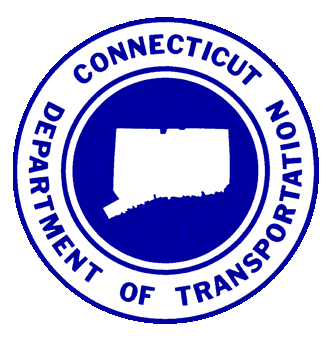 CONNECTICUT
DEPARTMENT OF TRANSPORTATION